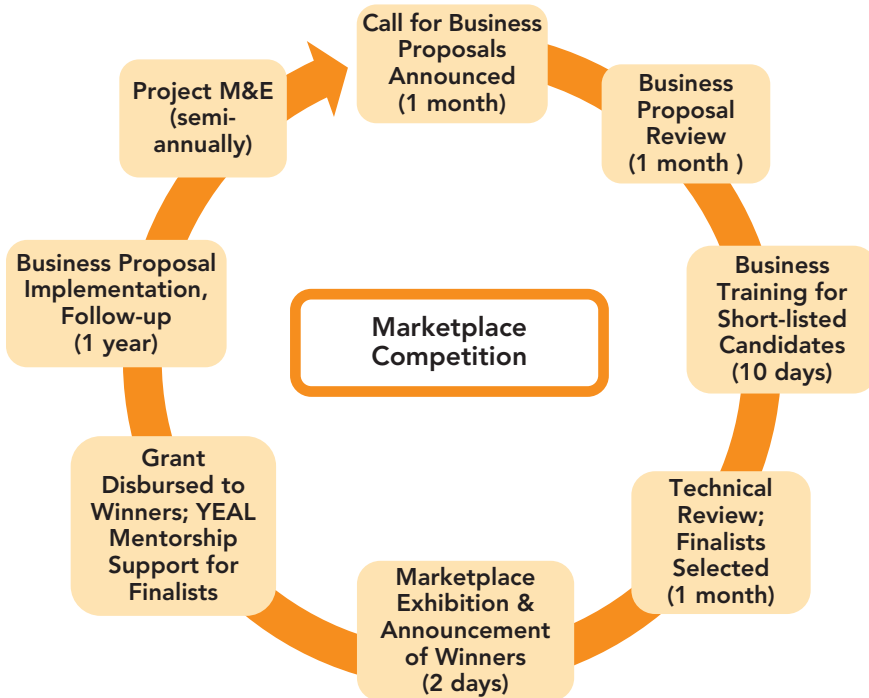 Call for Business
Proposals
Announced
(1 month)
Business
Proposal
Review
(1 month )
Business
Training for
Short-listed
Candidates
(10 days)
Technical
Review;
Finalists
Selected
(1 month)
Marketplace
Exhibition &
Announcement
of Winners
(2 days)
Grant
Disbursed to
Winners; YEAL
Mentorship
Support for
Finalists
Business Proposal
Implementation,
Follow-up
(1 year)
Project M&E
(semi-
annually)
Marketplace
Competition